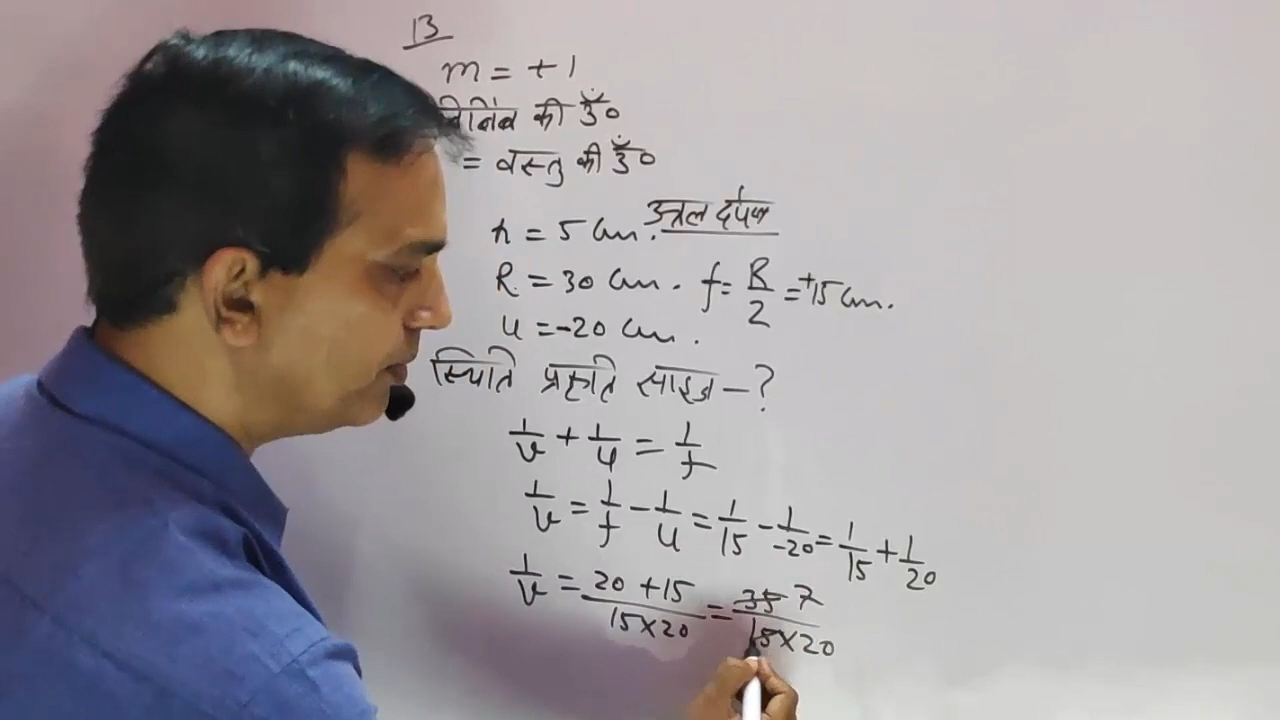 13
m = +1
की ऊँ०
= वस्तु की ऊँ०
उत्तल दर्पण
h = 5 cm.
R = 30 cm. f = R/2 = +15 cm.
u = -20 cm.
स्थिति प्रकृति साइज - ?
1/v + 1/u = 1/f
1/v = 1/f - 1/u = 1/15 - 1/-20 = 1/15 + 1/20
1/v = 20 + 15/15×20 = 35 7/15×20